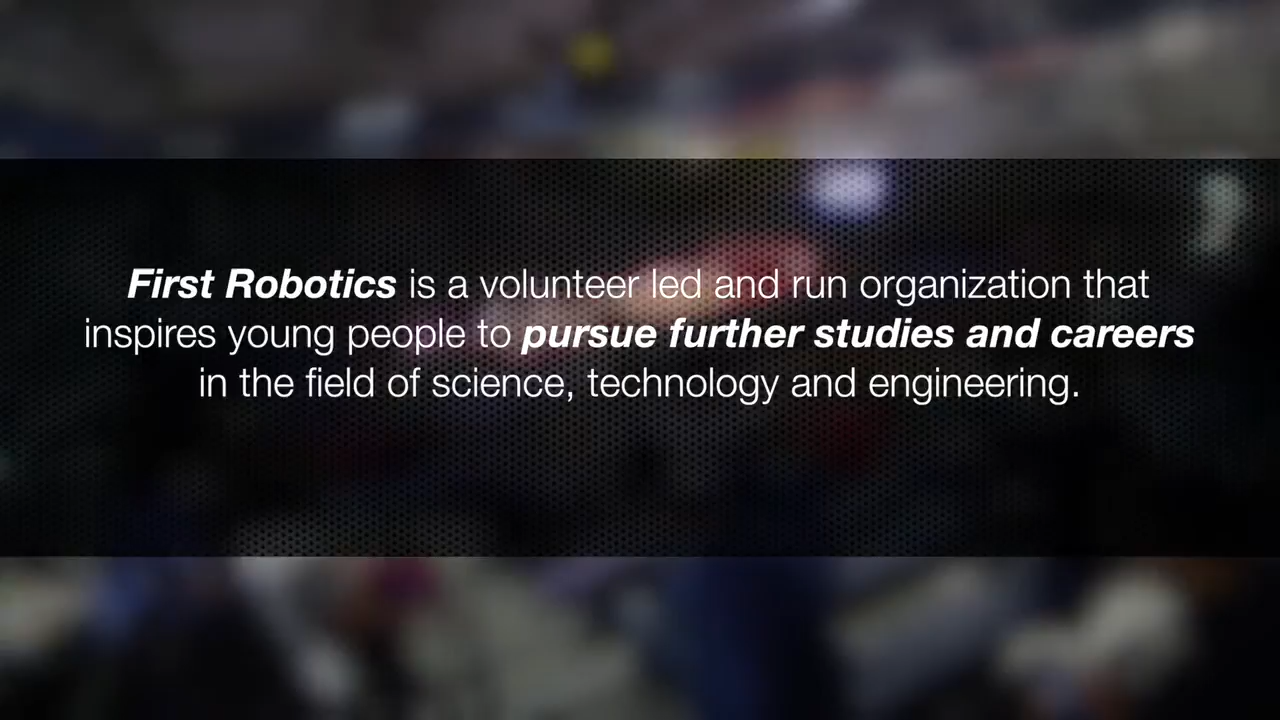 First Robotics is a volunteer led and run organization that
inspires young people to pursue further studies and careers
in the field of science, technology and engineering.